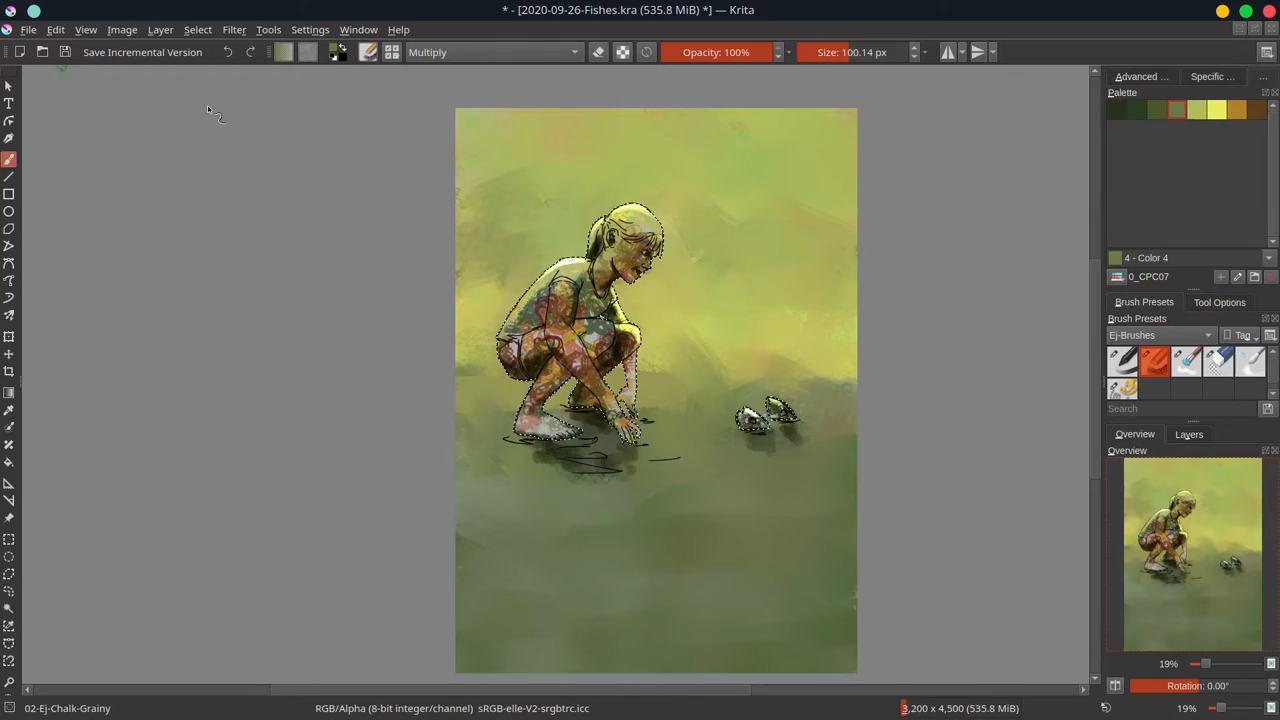 * - [2020-09-26-Fishes.kra (535.8 MiB) *] — Krita
File Edit View Image Layer Select Filter Tools Settings Window Help
Save Incremental Version Multiply Opacity: 100% Size: 100.14 px
Advanced ... Specific ... ...
Palette
4 - Color 4
0_CPC07
Brush Presets Tool Options
Brush Presets
Ej-Brushes Tag
Search
Overview Layers
Overview
19%
Rotation: 0.00°
02-Ej-Chalk-Grainy RGB/Alpha (8-bit integer/channel) sRGB-elle-V2-srgbtrc.icc 3,200 x 4,500 (535.8 MiB) 19%